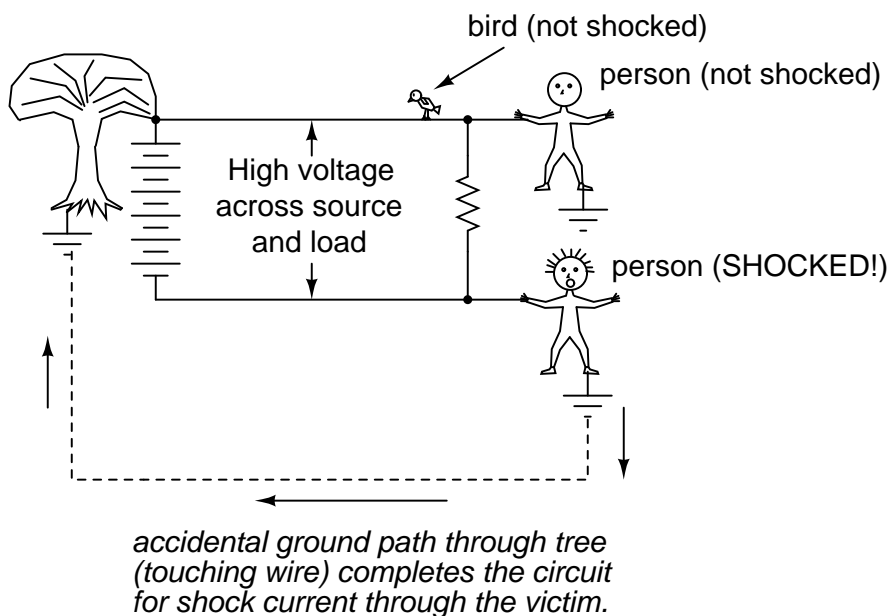 bird (not shocked)
person (not shocked)
High voltage
across source
and load
person (SHOCKED!)
accidental ground path through tree
(touching wire) completes the circuit
for shock current through the victim.